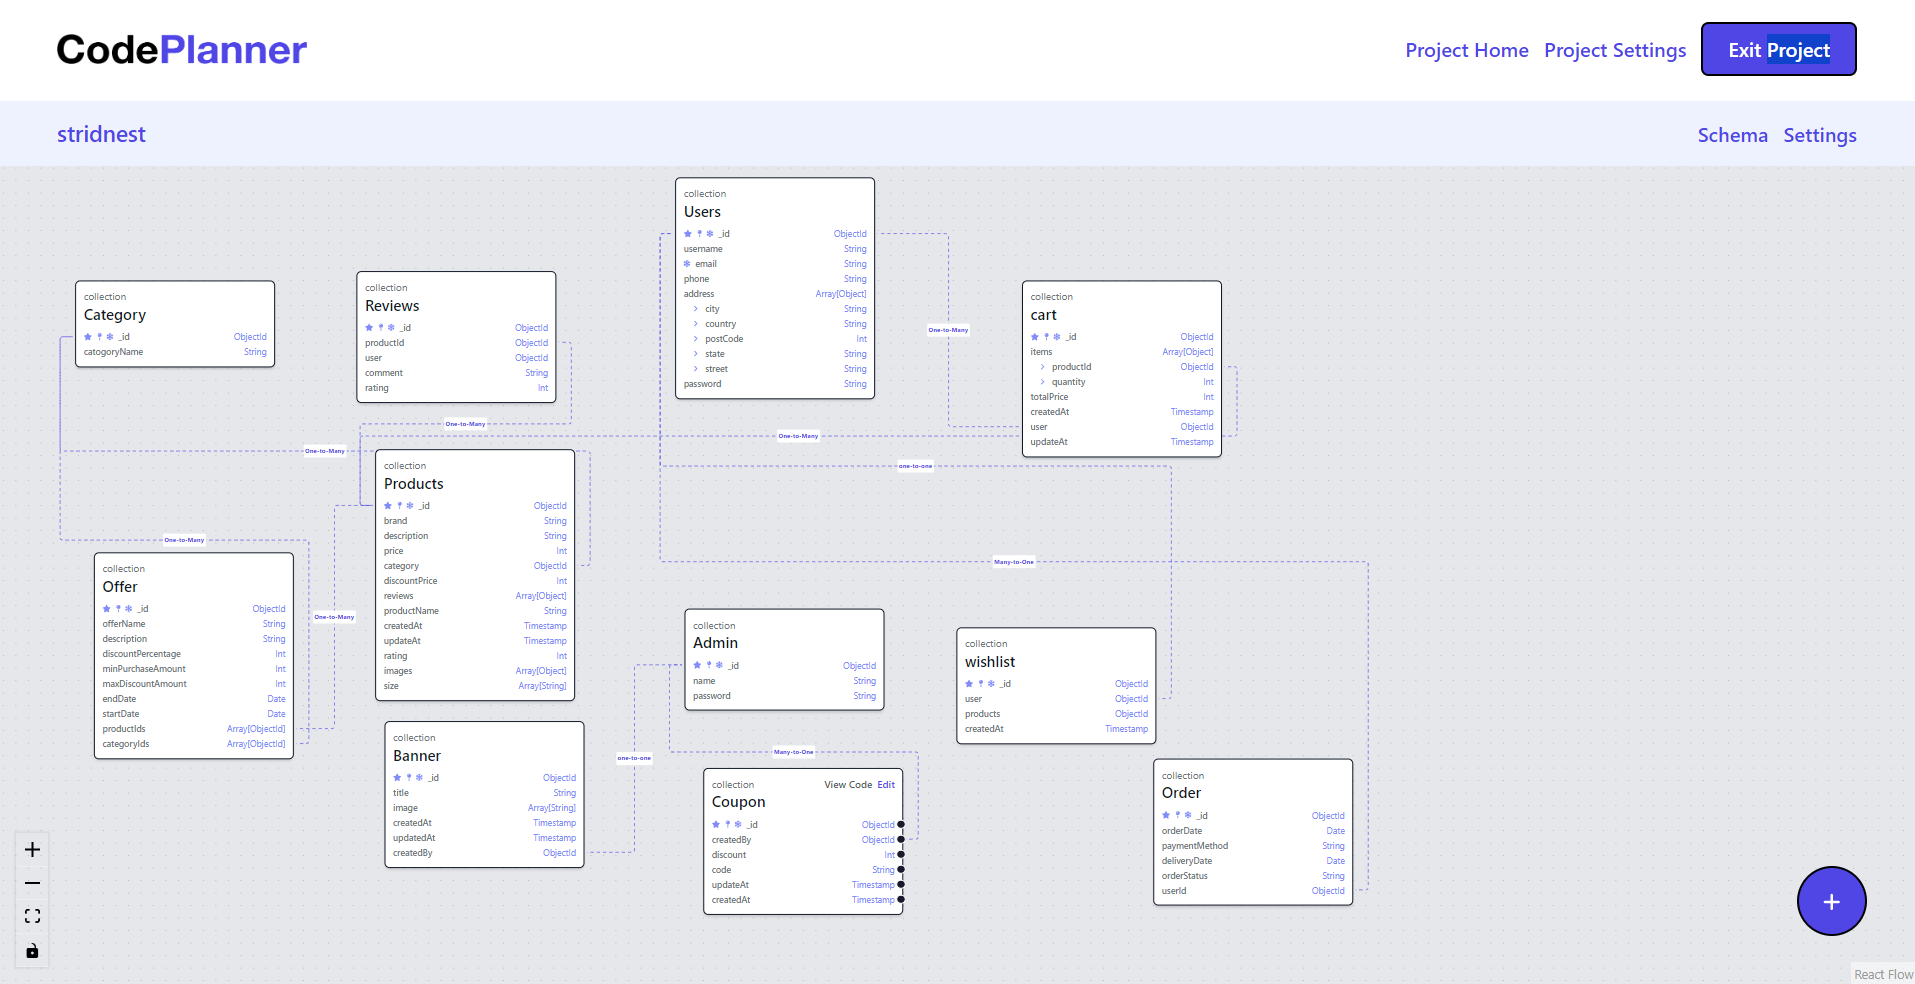 CodePlanner
Project Home Project Settings Exit Project
stridnest
Schema Settings
collection
Users
_id ObjectId
username String
email String
phone String
address Array[Object]
city String
country String
postCode Int
state String
street String
password String
collection
Category
_id ObjectId
catogoryName String
collection
Reviews
_id ObjectId
productId ObjectId
user ObjectId
comment String
rating Int
collection
cart
_id ObjectId
items Array[Object]
productId ObjectId
quantity Int
totalPrice Int
createdAt Timestamp
user ObjectId
updateAt Timestamp
One-to-Many
One-to-Many
One-to-Many
One-to-Many
one-to-one
collection
Products
_id ObjectId
brand String
description String
price Int
category ObjectId
discountPrice Int
reviews Array[Object]
productName String
createdAt Timestamp
updateAt Timestamp
rating Int
images Array[Object]
size Array[String]
One-to-Many
Many-to-One
collection
Offer
_id ObjectId
offerName String
description String
discountPercentage Int
minPurchaseAmount Int
maxDiscountAmount Int
endDate Date
startDate Date
productIds Array[ObjectId]
categoryIds Array[ObjectId]
One-to-Many
collection
Admin
_id ObjectId
name String
password String
collection
wishlist
_id ObjectId
user ObjectId
products ObjectId
createdAt Timestamp
collection
Banner
_id ObjectId
title String
image Array[String]
createdAt Timestamp
updatedAt Timestamp
createdBy ObjectId
one-to-one
Many-to-One
collection View Code Edit
Coupon
_id ObjectId
createdBy ObjectId
discount Int
code String
updateAt Timestamp
createdAt Timestamp
collection
Order
_id ObjectId
orderDate Date
paymentMethod String
deliveryDate Date
orderStatus String
userId ObjectId
React Flow